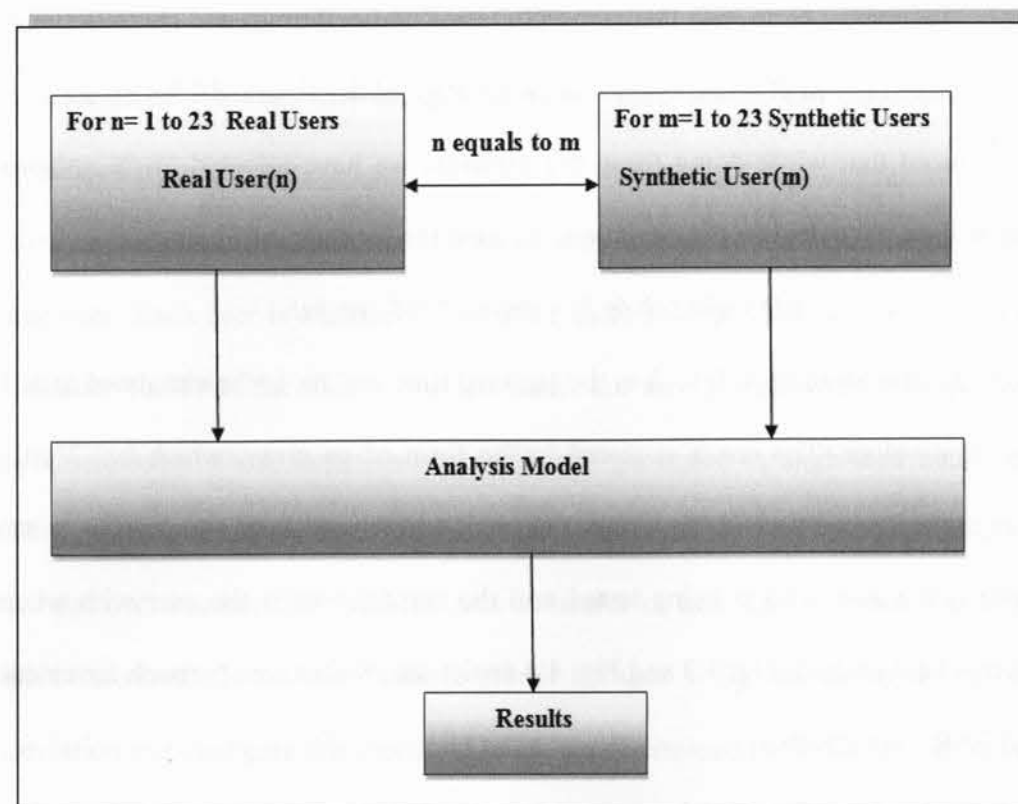 For n= 1 to 23 Real Users
Real User(n)
n equals to m
For m=1 to 23 Synthetic Users
Synthetic User(m)
Analysis Model
Results